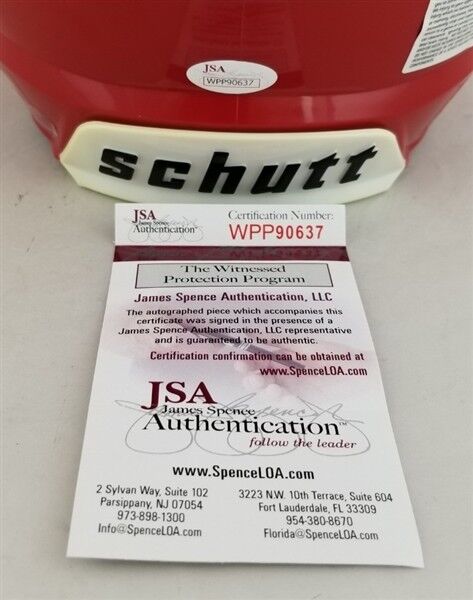 JSA
WPP90637
schutt
JSA
James Spence
Authentication
Certification Number:
WPP90637
The Witnessed
Protection Program
James Spence Authentication, LLC
The autographed piece which accompanies this
certificate was signed in the presence of a
James Spence Authentication, LLC representative
and is guaranteed to be authentic.
Certification confirmation can be obtained at
www.SpenceLOA.com
JSA
James Spence
Authentication™
follow the leader
www.SpenceLOA.com
2 Sylvan Way, Suite 102
Parsippany, NJ 07054
973-898-1300
Info@SpenceLOA.com
3223 N.W. 10th Terrace, Suite 604
Fort Lauderdale, FL 33309
954-380-8670
Florida@SpenceLOA.com